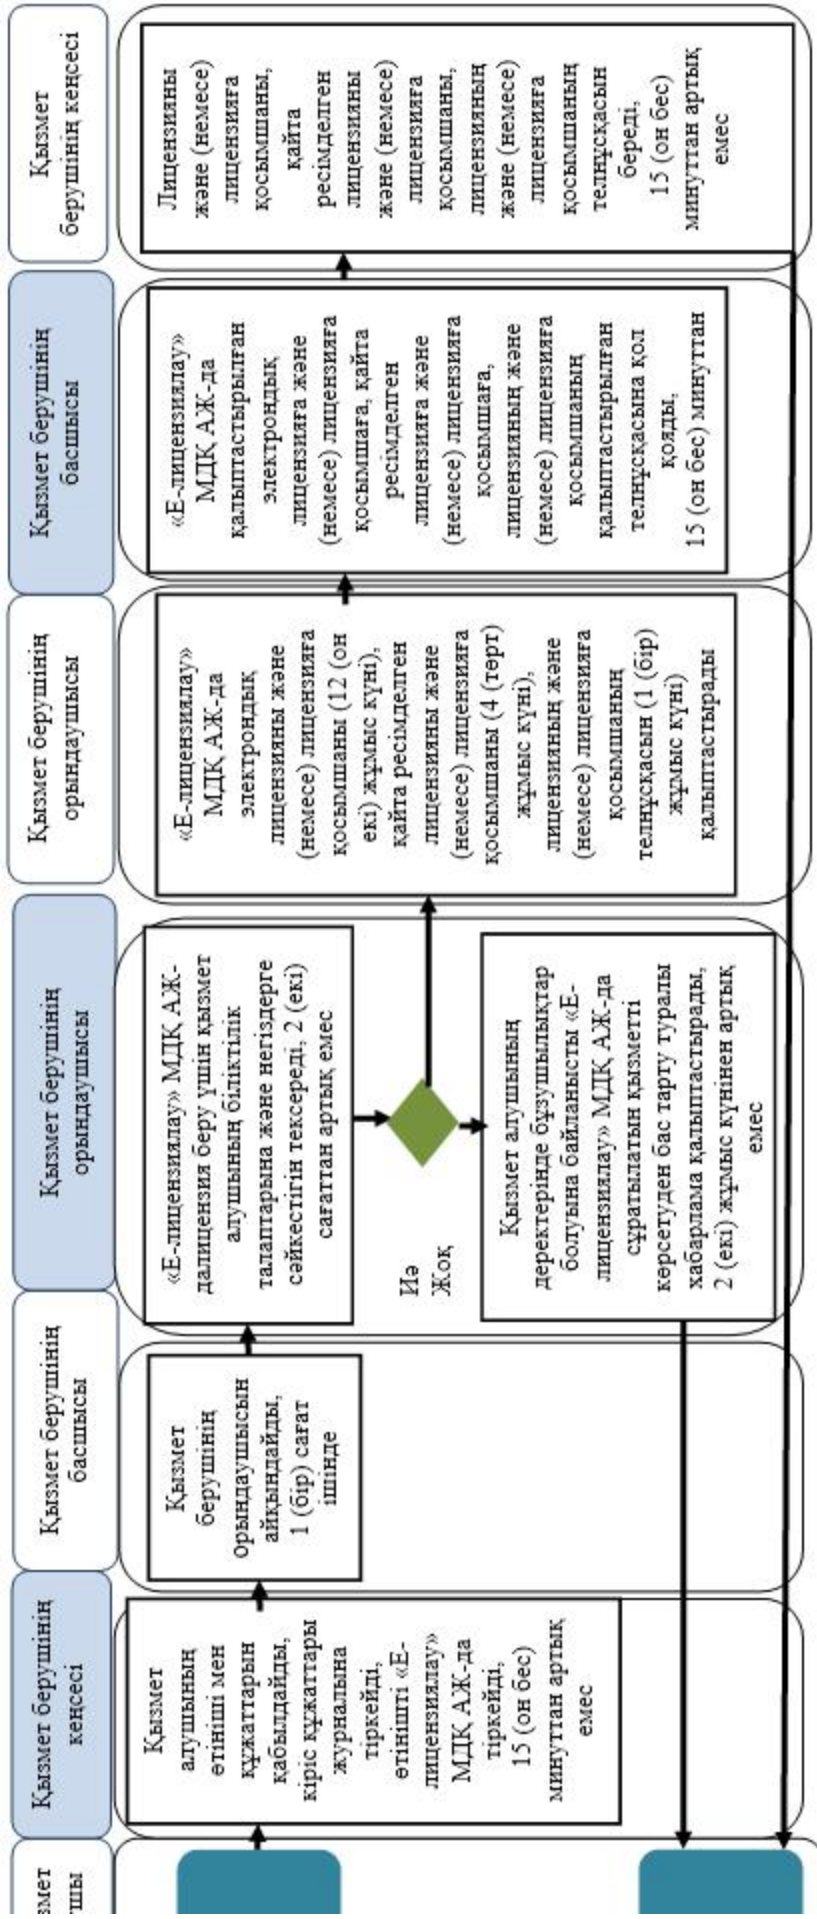 змет
ушы
Қызмет берушінің
кеңсесі
Қызмет берушінің
басшысы
Қызмет берушінің
орындаушысы
Қызмет берушінің
орындаушысы
Қызмет берушінің
басшысы
Қызмет
берушінің кеңсесі
Қызмет
алушының
өтініші мен
құжаттарын
қабылдайды,
кіріс құжаттары
журналына
тіркейді,
өтінішті «Е-
лицензиялау»
МДҚ АЖ-да
тіркейді,
15 (он бес)
минуттан артық
емес
Қызмет
берушінің
орындаушысын
айқындайды,
1 (бір) сағат
ішінде
«Е-лицензиялау» МДҚ АЖ-
далицензия беру үшін қызмет
алушының біліктілік
талаптарына және негіздерге
сәйкестігін тексереді, 2 (екі)
сағаттан артық емес
Иә
Жоқ
Қызмет алушының
деректерінде бұзушылықтар
болуына байланысты «Е-
лицензиялау» МДҚ АЖ-да
сұратылатын қызметті
көрсетуден бас тарту туралы
хабарлама қалыптастырады,
2 (екі) жұмыс күнінен артық
емес
«Е-лицензиялау»
МДҚ АЖ-да
электрондық
лицензияны және
(немесе) лицензияға
қосымшаны (12 (он
екі) жұмыс күні),
қайта ресімделген
лицензияны және
(немесе) лицензияға
қосымшаны (4 (төрт)
жұмыс күні),
лицензияның және
(немесе) лицензияға
қосымшаның
телнұсқасын (1 (бір)
жұмыс күні)
қалыптастырады
«Е-лицензиялау»
МДҚ АЖ-да
қалыптастырылған
электрондық
лицензияға және
(немесе) лицензияға
қосымшаға, қайта
ресімделген
лицензияға және
(немесе) лицензияға
қосымшаға,
лицензияның және
(немесе) лицензияға
қосымшаның
қалыптастырылған
телнұсқасына қол
қояды,
15 (он бес) минуттан
Лицензияны
және (немесе)
лицензияға
қосымшаны,
қайта
ресімделген
лицензияны
және (немесе)
лицензияға
қосымшаны,
лицензияның
және (немесе)
лицензияға
қосымшаның
телнұсқасын
береді,
15 (он бес)
минуттан артық
емес